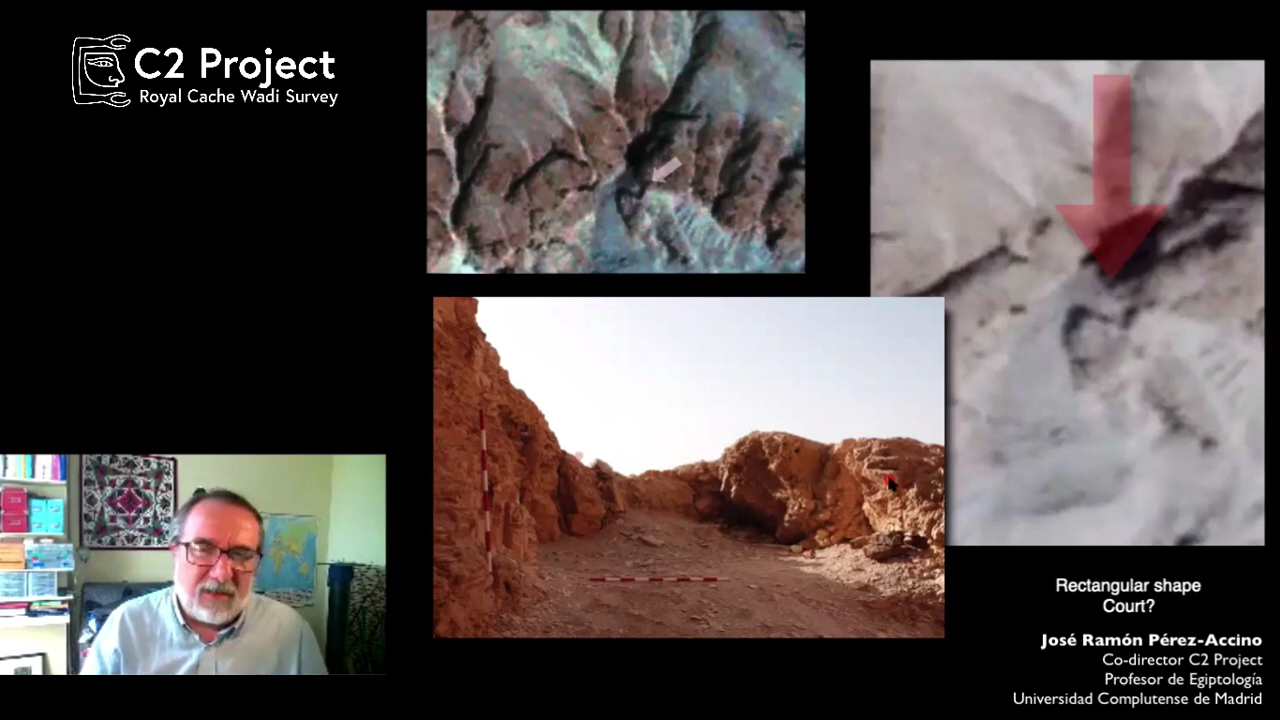 C2 Project
Royal Cache Wadi Survey
Rectangular shape
Court?
José Ramón Pérez-Accino
Co-director C2 Project
Profesor de Egiptología
Universidad Complutense de Madrid